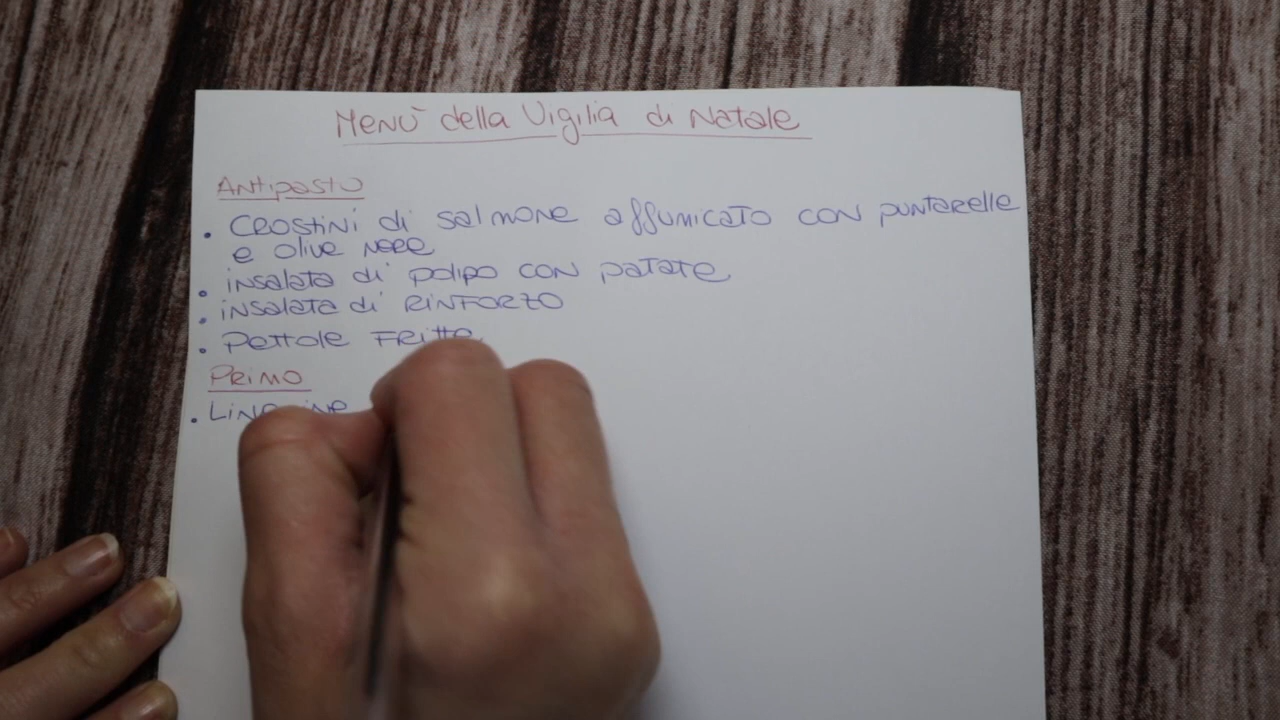 Menù della Vigilia di Natale
Antipasto
• Crostini di salmone affumicato con puntarelle
e olive nere
• insalata di polipo con patate
• insalata di RINFORZO
• Pettole FRitte
PRiMO